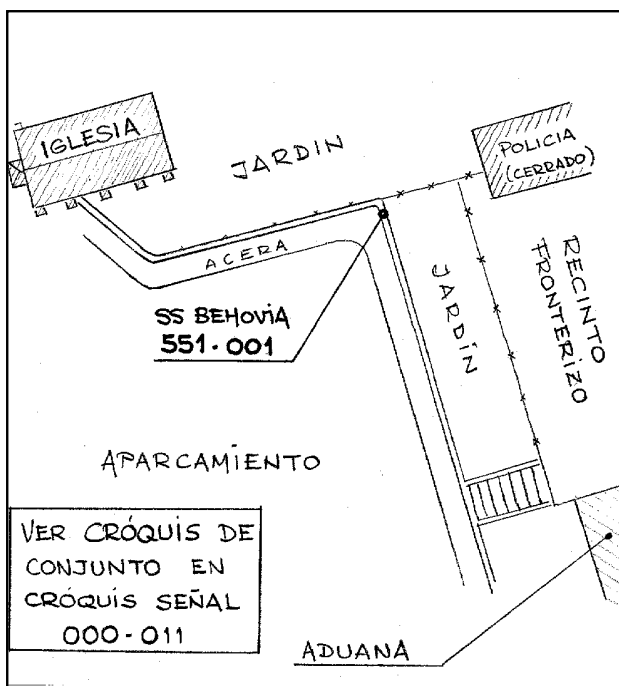 IGLESIA
JARDIN
POLICIA
(CERRADO)
ACERA
SS BEHOVIA
551-001
JARDÍN
RECINTO
FRONTERIZO
APARCAMIENTO
VER CRÓQUIS DE
CONJUNTO EN
CRÓQUIS SEÑAL
000-011
ADUANA